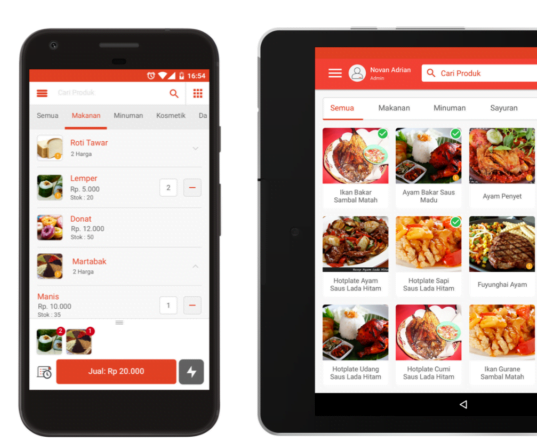 16:54
Cari Produk
Semua Makanan Minuman Kosmetik Da
Roti Tawar
2 Harga
Lemper
Rp. 5.000
Stok : 20
2
Donat
Rp. 12.000
Stok : 50
Martabak
2 Harga
Manis
Rp. 10.000
Stok : 35
1
2
1
Jual: Rp 20.000
Novan Adrian
Admin
Cari Produk
Semua Makanan Minuman Sayuran
Ikan Bakar
Sambal Matah
Ayam Bakar Saus
Madu
Ayam Penyet
Hotplate Ayam
Saus Lada Hitam
Hotplate Sapi
Saus Lada Hitam
Fuyunghai Ayam
Hotplate Udang
Saus Lada Hitam
Hotplate Cumi
Saus Lada Hitam
Ikan Gurane
Sambal Matah